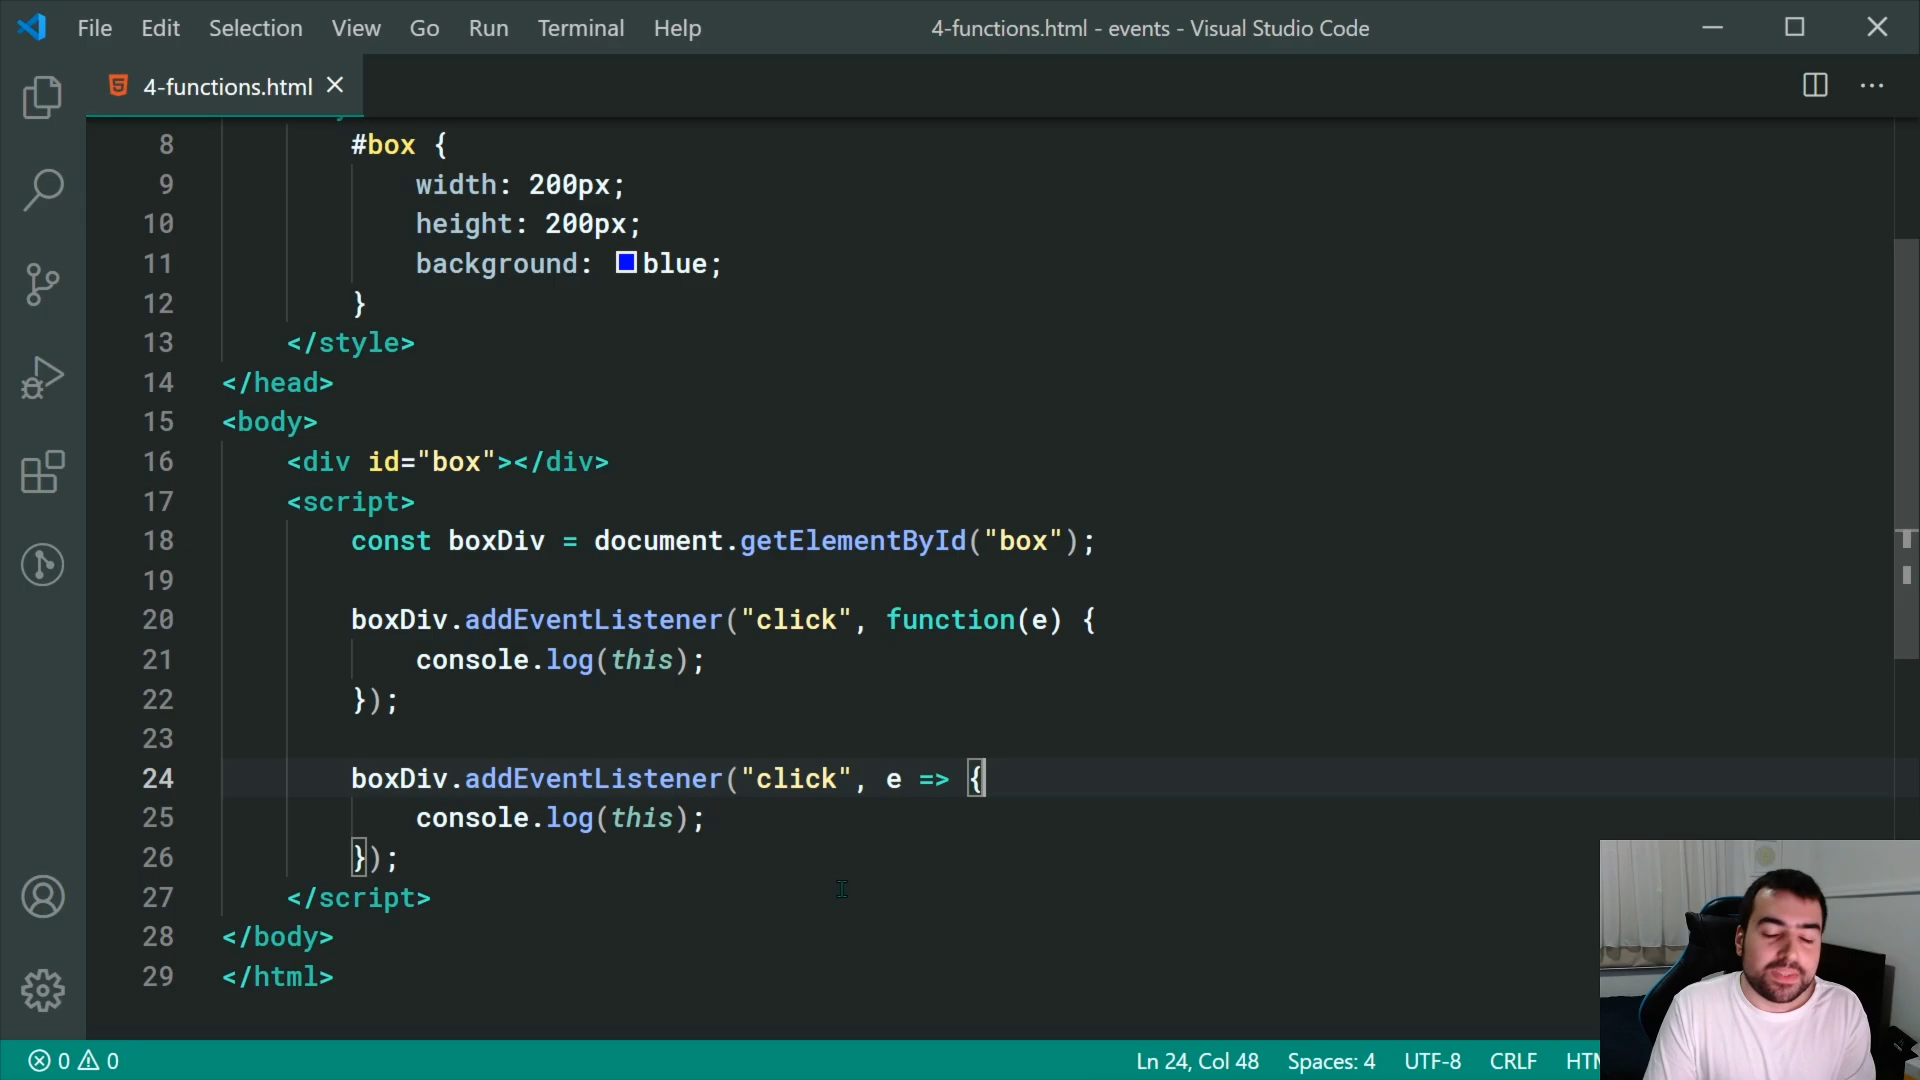 File Edit Selection View Go Run Terminal Help
4-functions.html - events - Visual Studio Code
4-functions.html
8 #box {
9 width: 200px;
10 height: 200px;
11 background: blue;
12 }
13 </style>
14 </head>
15 <body>
16 <div id="box"></div>
17 <script>
18 const boxDiv = document.getElementById("box");
19
20 boxDiv.addEventListener("click", function(e) {
21 console.log(this);
22 });
23
24 boxDiv.addEventListener("click", e => {
25 console.log(this);
26 });
27 </script>
28 </body>
29 </html>
0 0 Ln 24, Col 48 Spaces: 4 UTF-8 CRLF